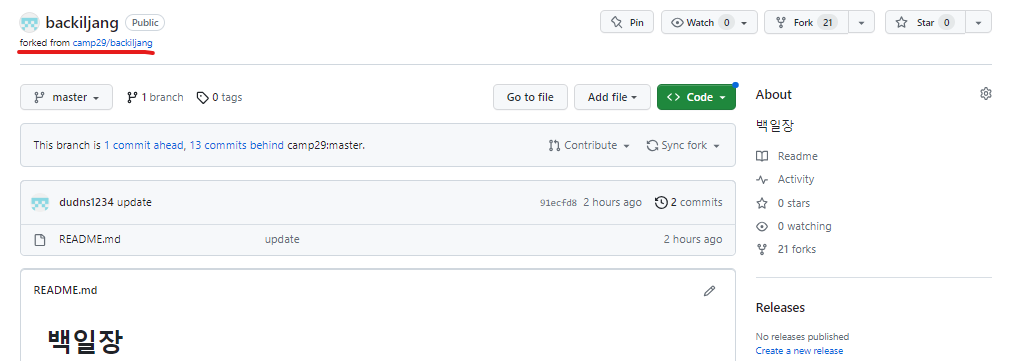 backiljang Public Pin Watch 0 Fork 21 Star 0
forked from camp29/backiljang
master 1 branch 0 tags Go to file Add file Code
This branch is 1 commit ahead, 13 commits behind camp29:master. Contribute Sync fork
dudns1234 update 91ecfd8 2 hours ago 2 commits
README.md update 2 hours ago
README.md
백일장
About
백일장
Readme
Activity
0 stars
0 watching
21 forks
Releases
No releases published
Create a new release